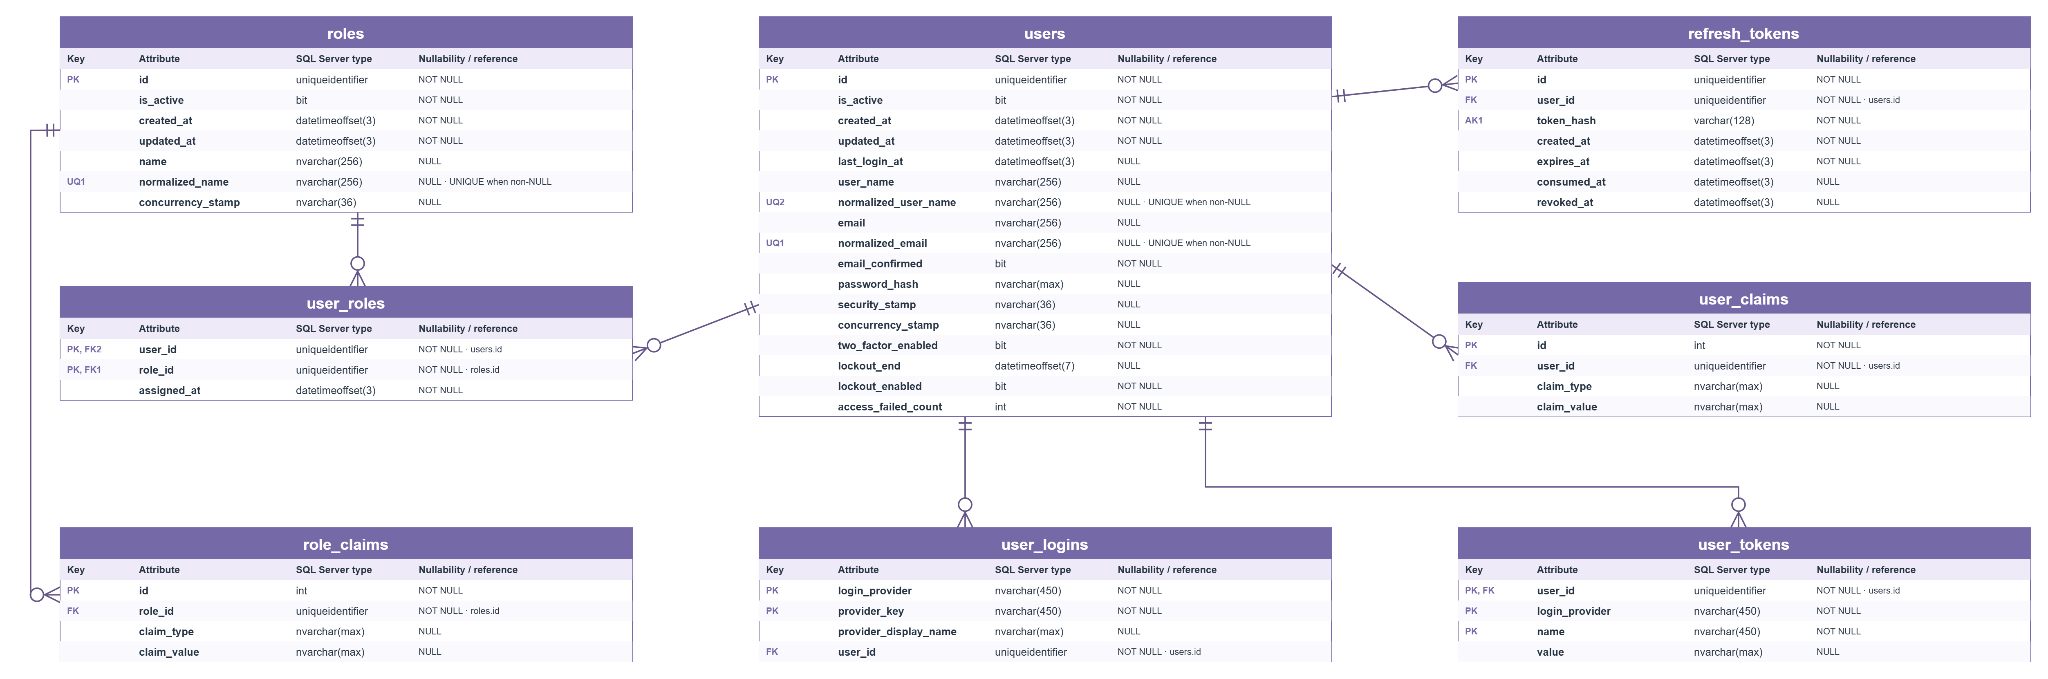 roles
Key Attribute SQL Server type Nullability / reference
PK id uniqueidentifier NOT NULL
is_active bit NOT NULL
created_at datetimeoffset(3) NOT NULL
updated_at datetimeoffset(3) NOT NULL
name nvarchar(256) NULL
UQ1 normalized_name nvarchar(256) NULL · UNIQUE when non-NULL
concurrency_stamp nvarchar(36) NULL
users
Key Attribute SQL Server type Nullability / reference
PK id uniqueidentifier NOT NULL
is_active bit NOT NULL
created_at datetimeoffset(3) NOT NULL
updated_at datetimeoffset(3) NOT NULL
last_login_at datetimeoffset(3) NULL
user_name nvarchar(256) NULL
UQ2 normalized_user_name nvarchar(256) NULL · UNIQUE when non-NULL
email nvarchar(256) NULL
UQ1 normalized_email nvarchar(256) NULL · UNIQUE when non-NULL
email_confirmed bit NOT NULL
password_hash nvarchar(max) NULL
security_stamp nvarchar(36) NULL
concurrency_stamp nvarchar(36) NULL
two_factor_enabled bit NOT NULL
lockout_end datetimeoffset(7) NULL
lockout_enabled bit NOT NULL
access_failed_count int NOT NULL
refresh_tokens
Key Attribute SQL Server type Nullability / reference
PK id uniqueidentifier NOT NULL
FK user_id uniqueidentifier NOT NULL · users.id
AK1 token_hash varchar(128) NOT NULL
created_at datetimeoffset(3) NOT NULL
expires_at datetimeoffset(3) NOT NULL
consumed_at datetimeoffset(3) NULL
revoked_at datetimeoffset(3) NULL
user_roles
Key Attribute SQL Server type Nullability / reference
PK, FK2 user_id uniqueidentifier NOT NULL · users.id
PK, FK1 role_id uniqueidentifier NOT NULL · roles.id
assigned_at datetimeoffset(3) NOT NULL
user_claims
Key Attribute SQL Server type Nullability / reference
PK id int NOT NULL
FK user_id uniqueidentifier NOT NULL · users.id
claim_type nvarchar(max) NULL
claim_value nvarchar(max) NULL
role_claims
Key Attribute SQL Server type Nullability / reference
PK id int NOT NULL
FK role_id uniqueidentifier NOT NULL · roles.id
claim_type nvarchar(max) NULL
claim_value nvarchar(max) NULL
user_logins
Key Attribute SQL Server type Nullability / reference
PK login_provider nvarchar(450) NOT NULL
PK provider_key nvarchar(450) NOT NULL
provider_display_name nvarchar(max) NULL
FK user_id uniqueidentifier NOT NULL · users.id
user_tokens
Key Attribute SQL Server type Nullability / reference
PK, FK user_id uniqueidentifier NOT NULL · users.id
PK login_provider nvarchar(450) NOT NULL
PK name nvarchar(450) NOT NULL
value nvarchar(max) NULL